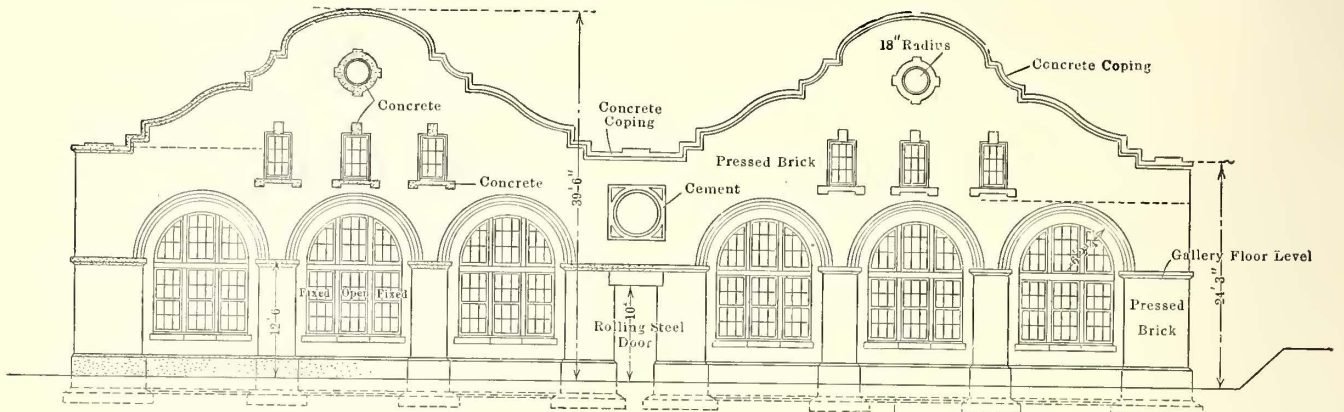 18" Radius
Concrete Coping
Concrete
Concrete
Coping
Pressed Brick
Concrete
39'-6"
Cement
Gallery Floor Level
24'-3"
Fixed
Open
Fixed
12'-6"
10'
Rolling Steel
Door
Pressed
Brick